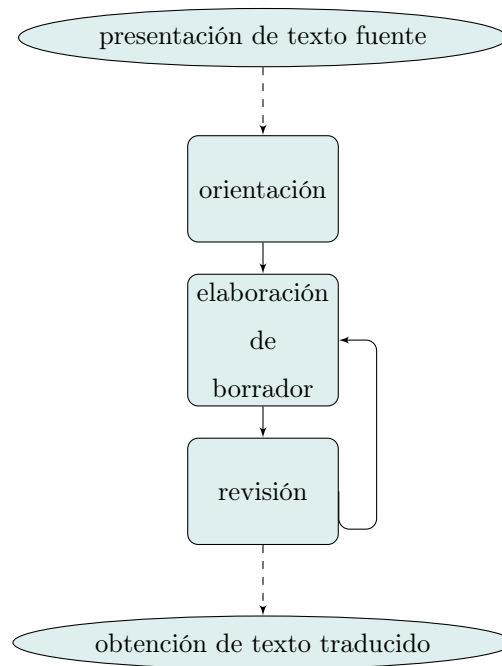 presentación de texto fuente
orientación
elaboración
de
borrador
revisión
obtención de texto traducido